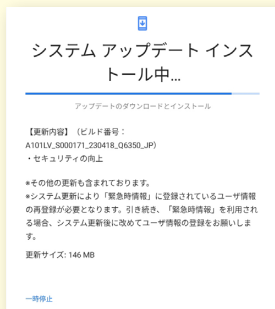 システム アップデート インス
トール中...
アップデートのダウンロードとインストール
【更新内容】（ビルド番号：
A101LV_S000171_230418_Q6350_JP）
・セキュリティの向上
※その他の更新も含まれております。
※システム更新により「緊急時情報」に登録されているユーザ情報
の再登録が必要となります。引き続き、「緊急時情報」を利用され
る場合、システム更新後に改めてユーザ情報の登録をお願いしま
す。
更新サイズ: 146 MB
一時停止